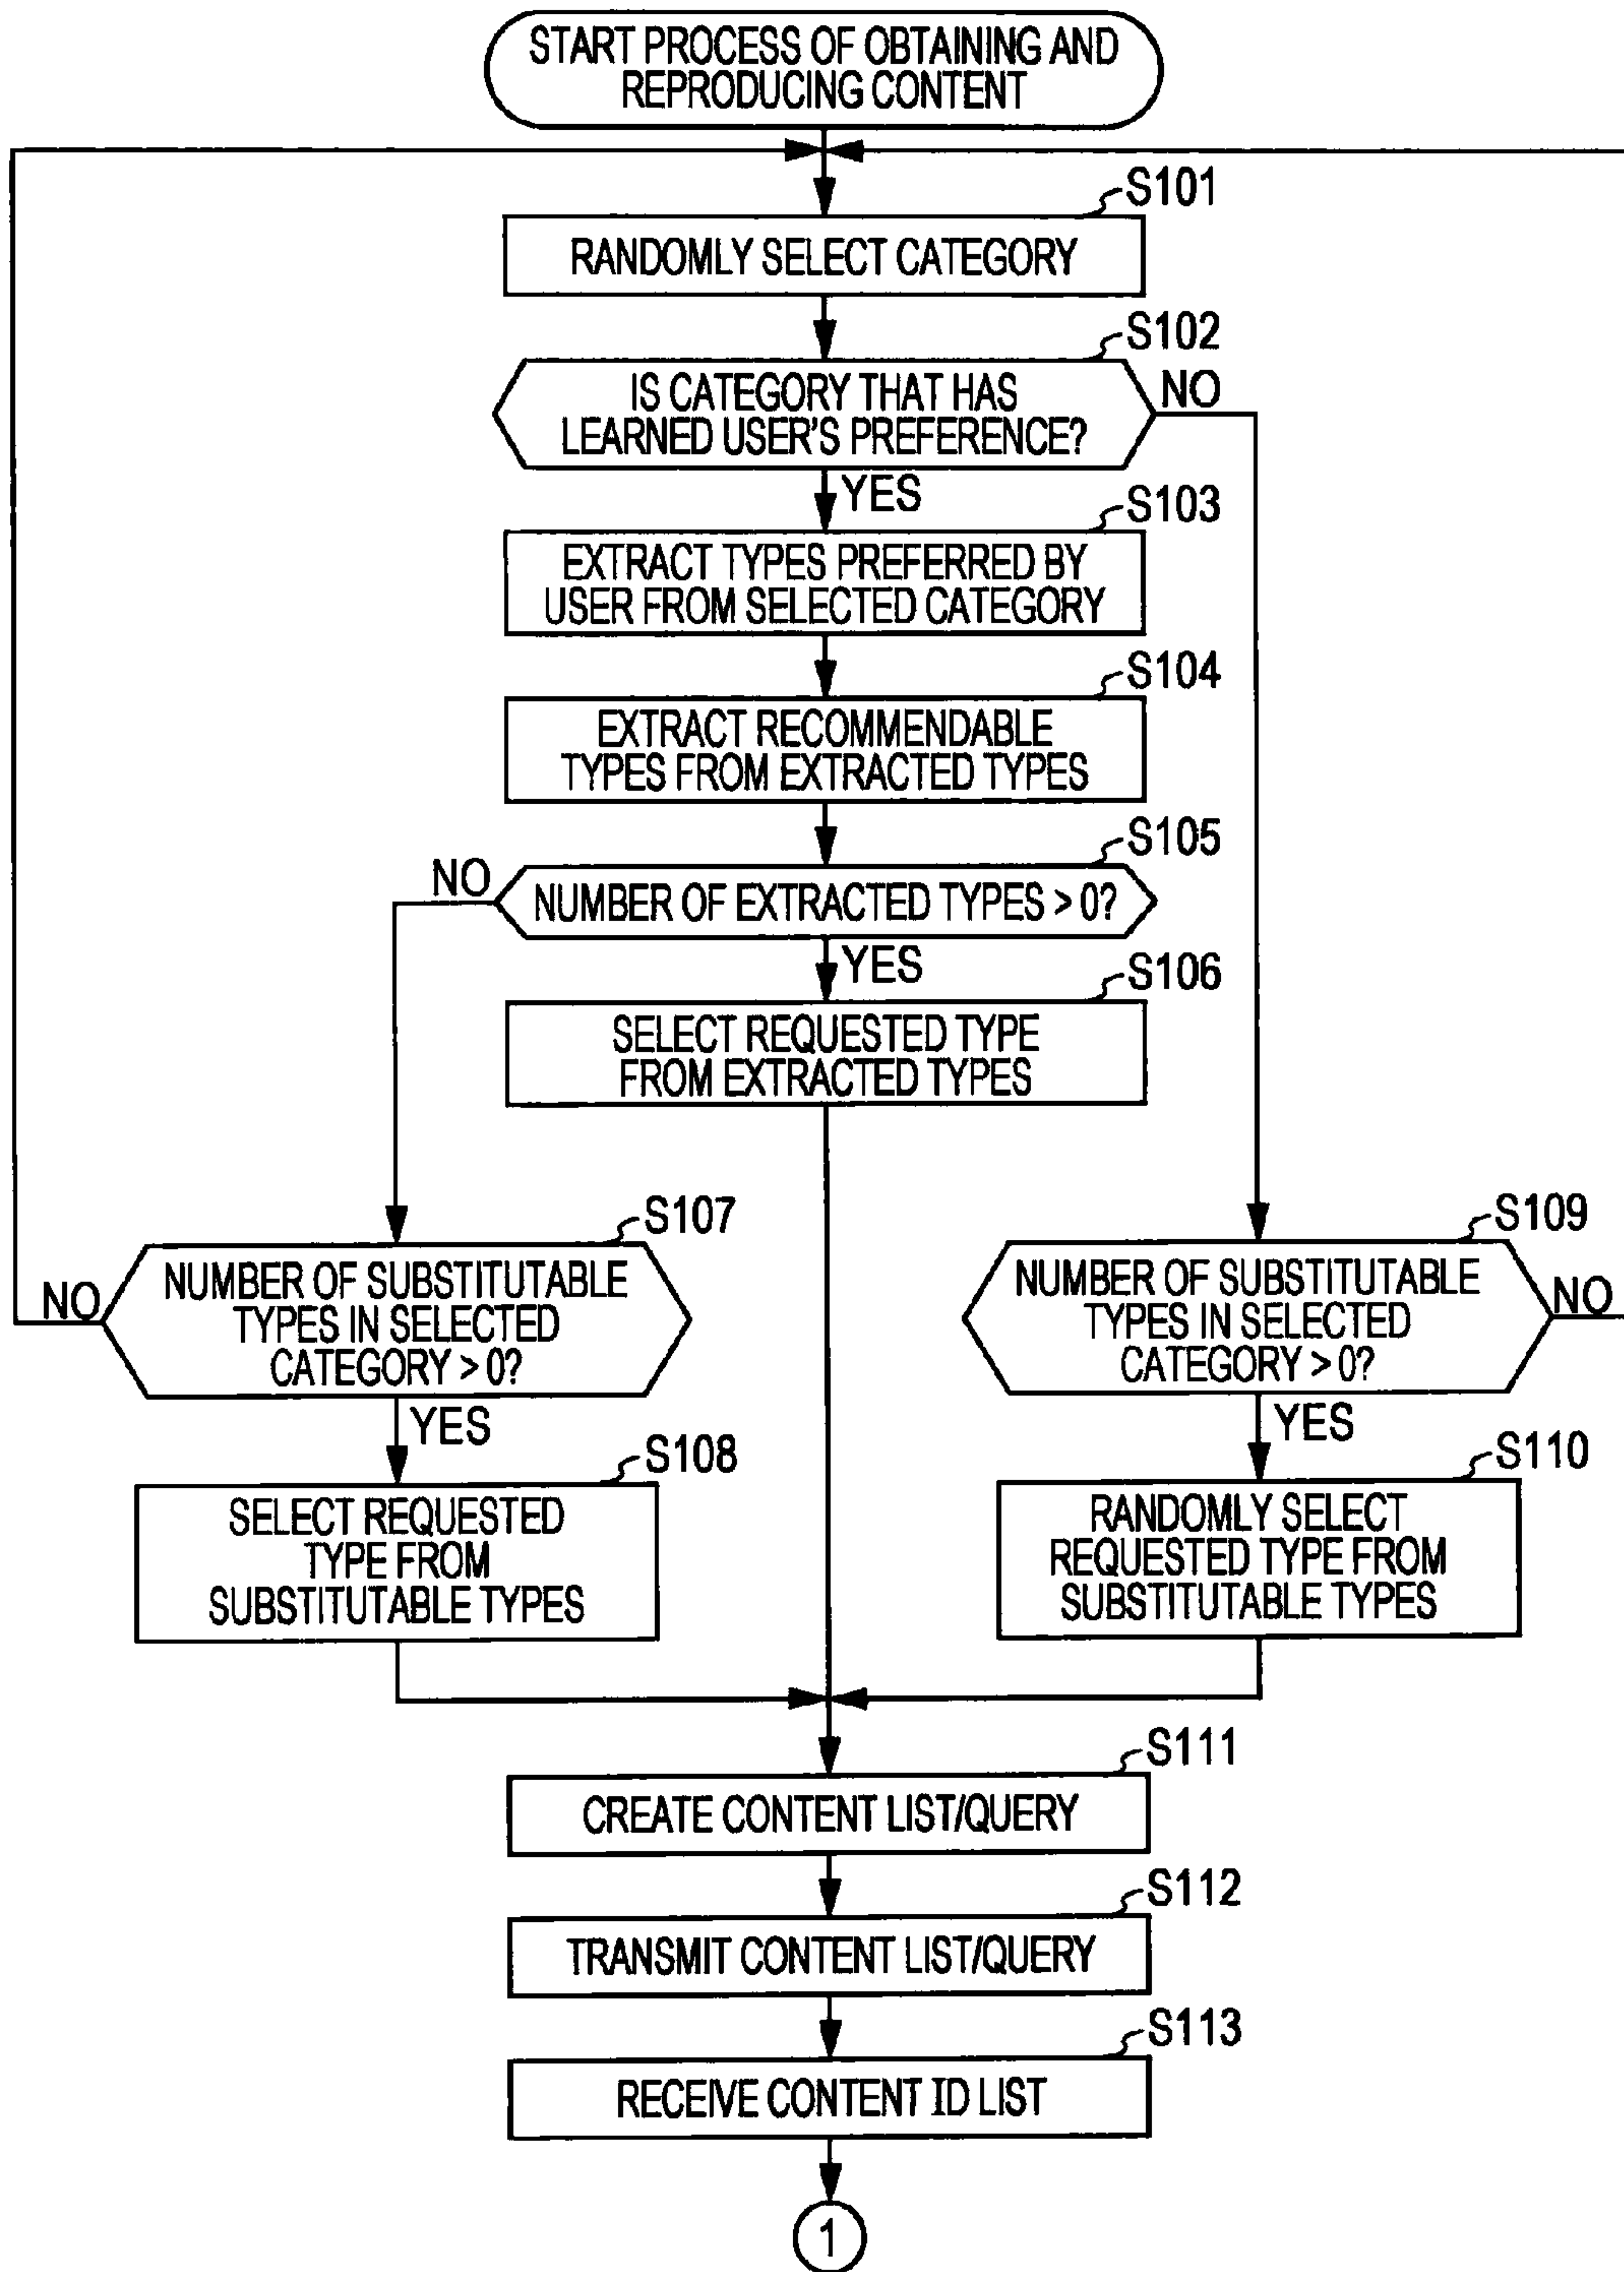 START PROCESS OF OBTAINING AND
REPRODUCING CONTENT
S101
RANDOMLY SELECT CATEGORY
S102
IS CATEGORY THAT HAS
LEARNED USER'S PREFERENCE?
NO
YES
S103
EXTRACT TYPES PREFERRED BY
USER FROM SELECTED CATEGORY
S104
EXTRACT RECOMMENDABLE
TYPES FROM EXTRACTED TYPES
S105
NO
NUMBER OF EXTRACTED TYPES > 0?
YES
S106
SELECT REQUESTED TYPE
FROM EXTRACTED TYPES
S107
NUMBER OF SUBSTITUTABLE
TYPES IN SELECTED
CATEGORY > 0?
NO
YES
S108
SELECT REQUESTED
TYPE FROM
SUBSTITUTABLE TYPES
S109
NUMBER OF SUBSTITUTABLE
TYPES IN SELECTED
CATEGORY > 0?
NO
YES
S110
RANDOMLY SELECT
REQUESTED TYPE FROM
SUBSTITUTABLE TYPES
S111
CREATE CONTENT LIST/QUERY
S112
TRANSMIT CONTENT LIST/QUERY
S113
RECEIVE CONTENT ID LIST
1